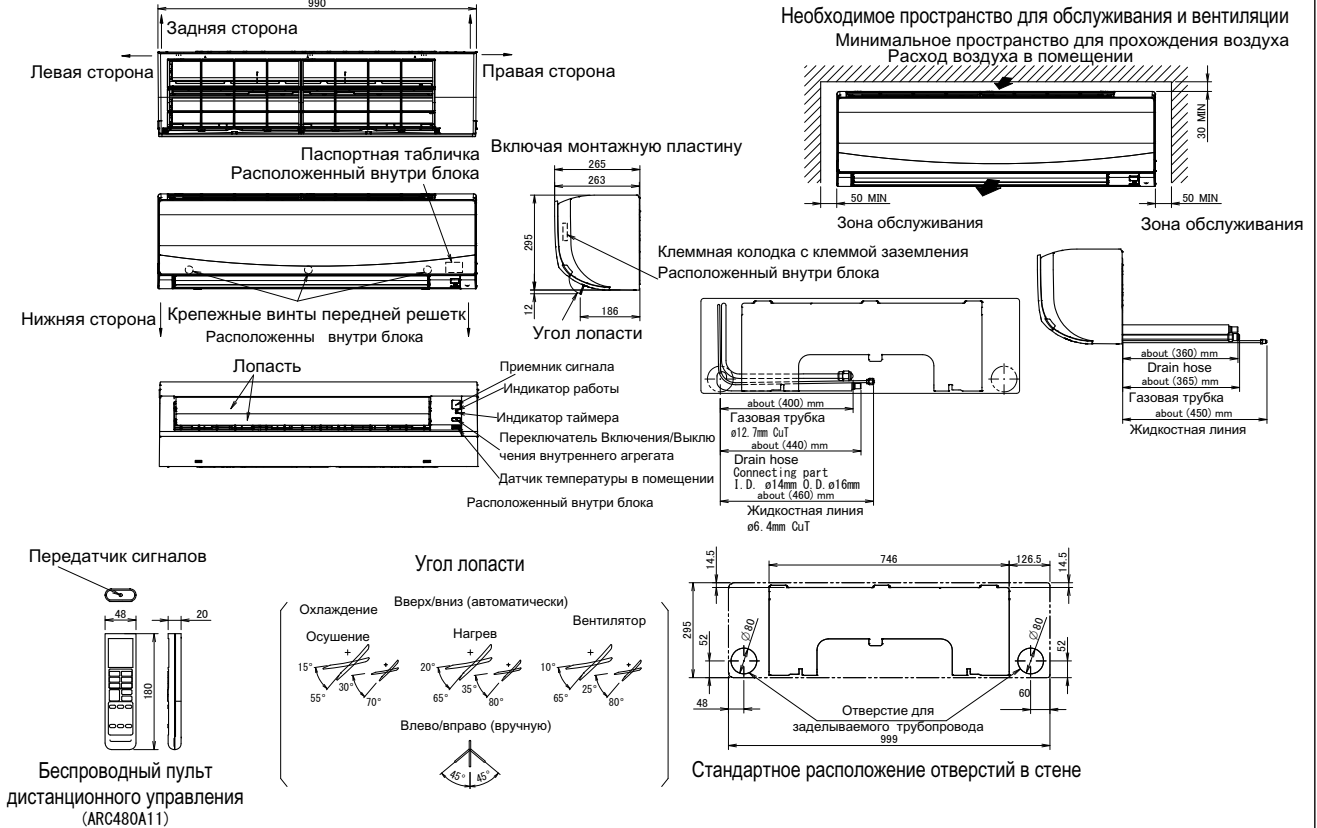 990
Задняя сторона
Левая сторона
Правая сторона
Паспортная табличка
Расположенный внутри блока
Нижняя сторона
Крепежные винты передней решетк
Расположенны внутри блока
Лопасть
Приемник сигнала
Индикатор работы
Индикатор таймера
Переключатель Включения/Выклю
чения внутреннего агрегата
Датчик температуры в помещении
Расположенный внутри блока
Включая монтажную пластину
265
263
295
12
186
Угол лопасти
Клеммная колодка с клеммой заземления
Расположенный внутри блока
Необходимое пространство для обслуживания и вентиляции
Минимальное пространство для прохождения воздуха
Расход воздуха в помещении
30 MIN
50 MIN
50 MIN
Зона обслуживания
Зона обслуживания
about (400) mm
Газовая трубка
ø12.7mm CuT
about (440) mm
Drain hose
Connecting part
I.D. ø14mm O.D.ø16mm
about (460) mm
Жидкостная линия
ø6.4mm CuT
about (360) mm
Drain hose
about (365) mm
Газовая трубка
about (450) mm
Жидкостная линия
Передатчик сигналов
48
20
180
Беспроводный пульт
дистанционного управления
(ARC480A11)
Угол лопасти
Вверх/вниз (автоматически)
Охлаждение
Осушение
+
15°
55°
30°
70°
Нагрев
+
20°
65°
35°
80°
Вентилятор
+
10°
65°
25°
80°
Влево/вправо (вручную)
45° 45°
14.5
746
126.5
14.5
295
52
Ø80
Ø80
52
48
60
Отверстие для
заделываемого трубопровода
999
Стандартное расположение отверстий в стене